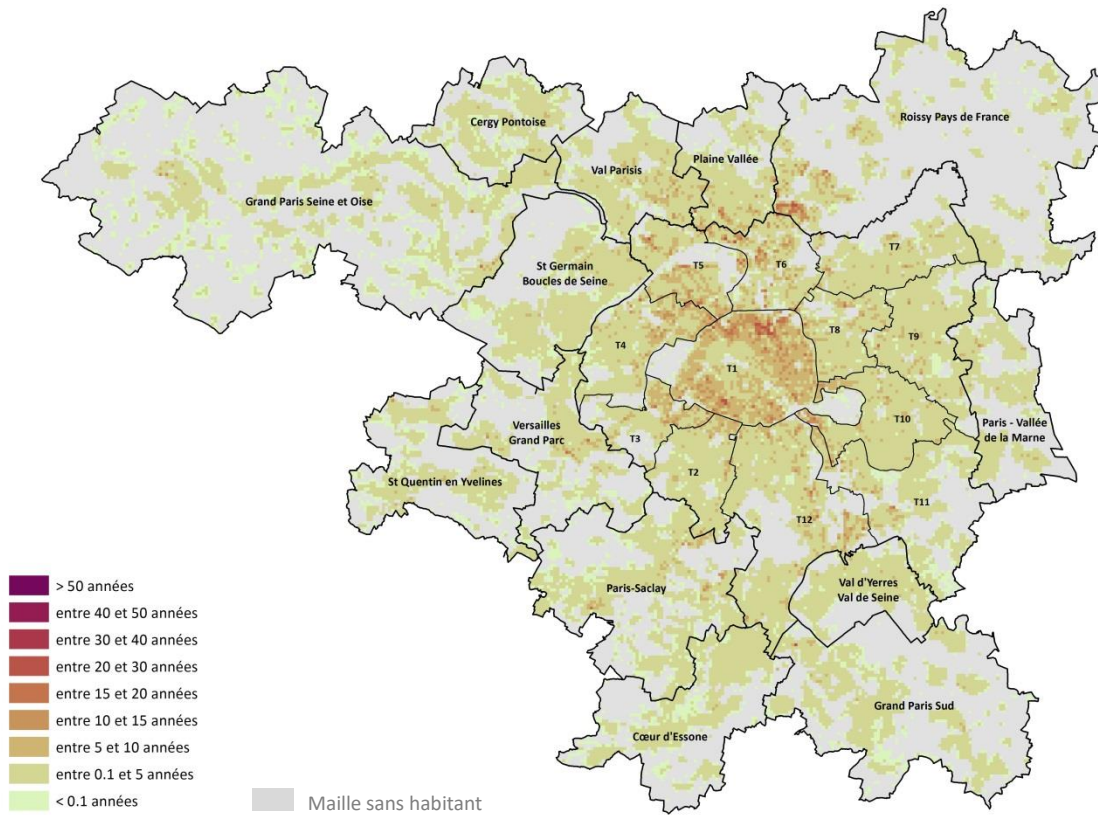 Cergy Pontoise
Roissy Pays de France
Plaine Vallée
Val Parisis
Grand Paris Seine et Oise
T7
St Germain
Boucles de Seine
T5
T6
T8
T9
T4
T1
T10
Paris - Vallée
de la Marne
Versailles
Grand Parc
T3
T2
St Quentin en Yvelines
T11
T12
Paris-Saclay
Val d'Yerres
Val de Seine
Grand Paris Sud
Cœur d'Essone
> 50 années
entre 40 et 50 années
entre 30 et 40 années
entre 20 et 30 années
entre 15 et 20 années
entre 10 et 15 années
entre 5 et 10 années
entre 0.1 et 5 années
< 0.1 années
Maille sans habitant